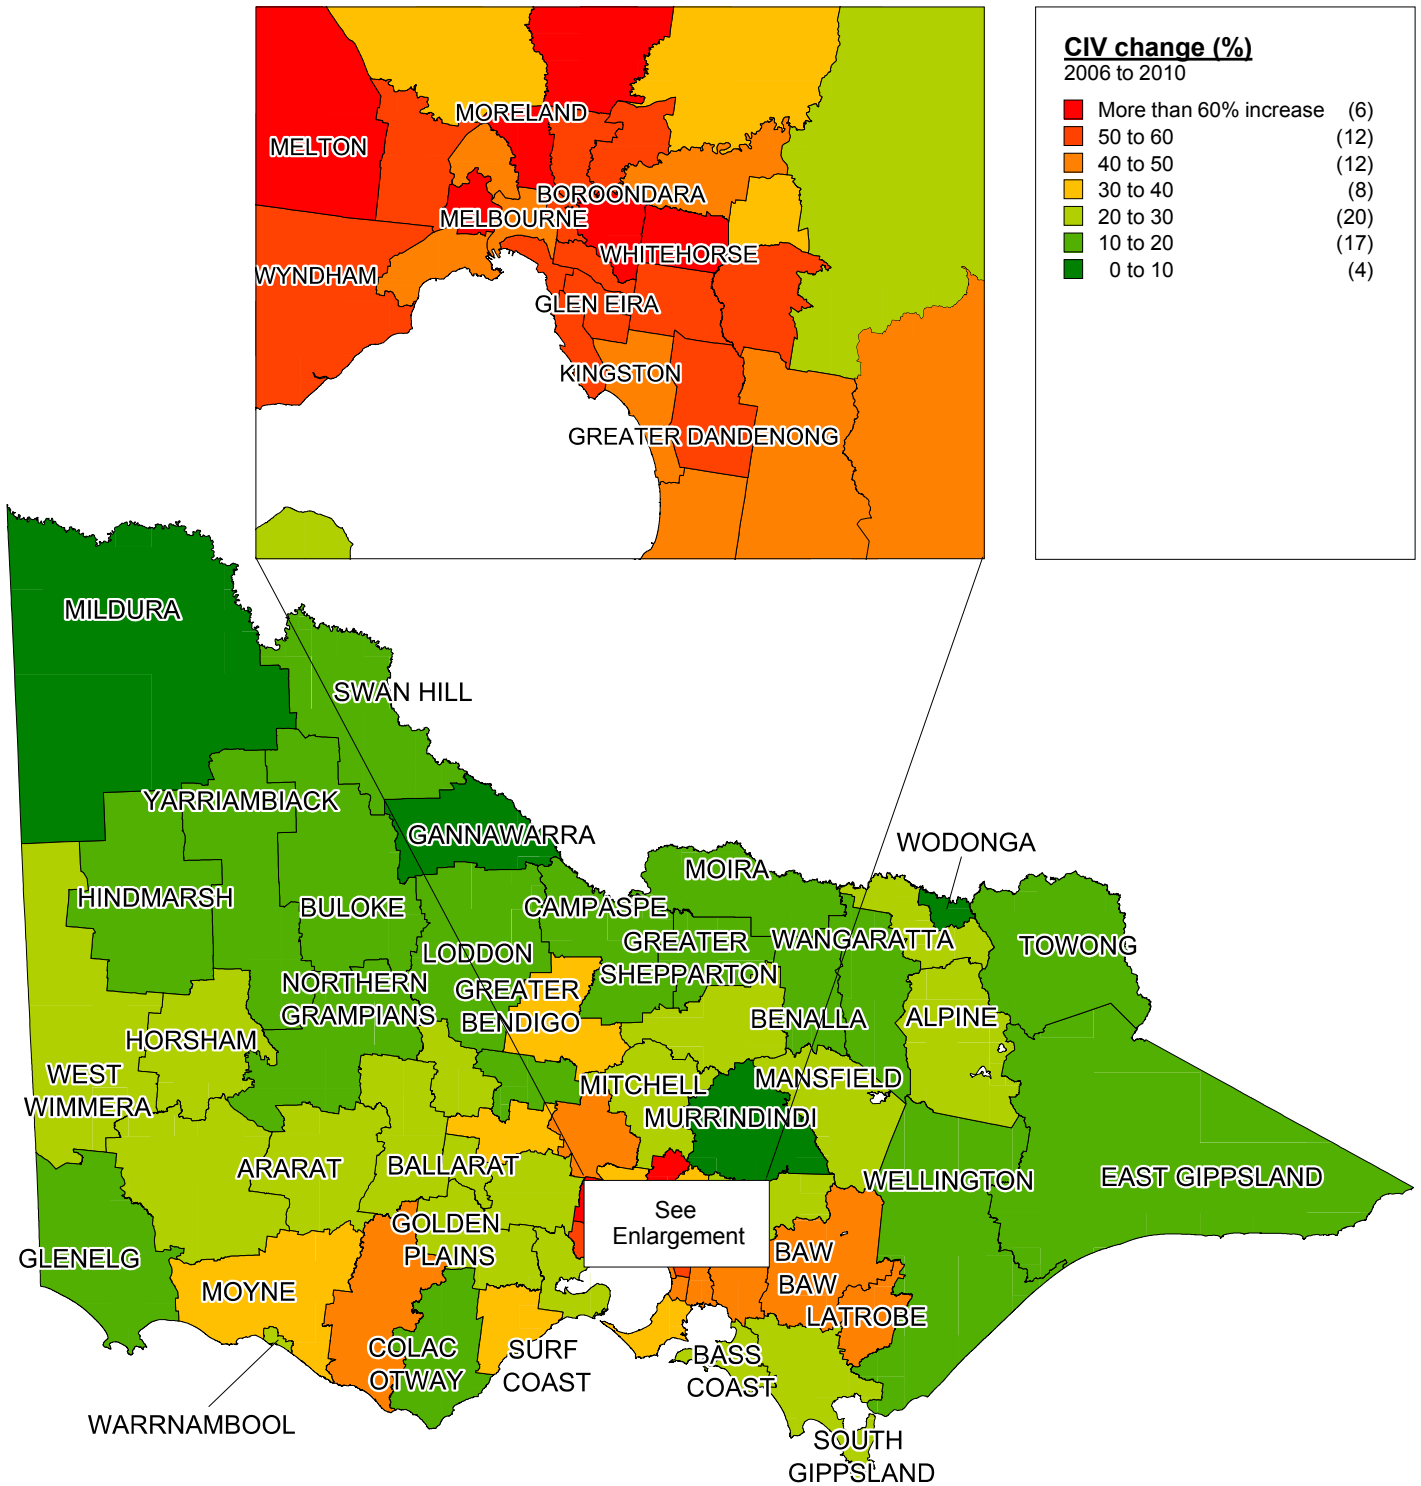 CIV change (%)
2006 to 2010
More than 60% increase (6)
50 to 60 (12)
40 to 50 (12)
30 to 40 (8)
20 to 30 (20)
10 to 20 (17)
0 to 10 (4)
MORELAND
MELTON
BOROONDARA
MELBOURNE
WHITEHORSE
WYNDHAM
GLEN EIRA
KINGSTON
GREATER DANDENONG
MILDURA
SWAN HILL
YARRIAMBIACK
GANNAWARRA
WODONGA
MOIRA
HINDMARSH
BULOKE
CAMPASPE
LODDON
GREATER
SHEPPARTON
WANGARATTA
TOWONG
NORTHERN
GRAMPIANS
GREATER
BENDIGO
BENALLA
ALPINE
HORSHAM
WEST
WIMMERA
MITCHELL
MANSFIELD
MURRINDINDI
ARARAT
BALLARAT
WELLINGTON
EAST GIPPSLAND
See
Enlargement
GOLDEN
PLAINS
GLENELG
BAW
BAW
MOYNE
LATROBE
COLAC
OTWAY
SURF
COAST
BASS
COAST
WARRNAMBOOL
SOUTH
GIPPSLAND